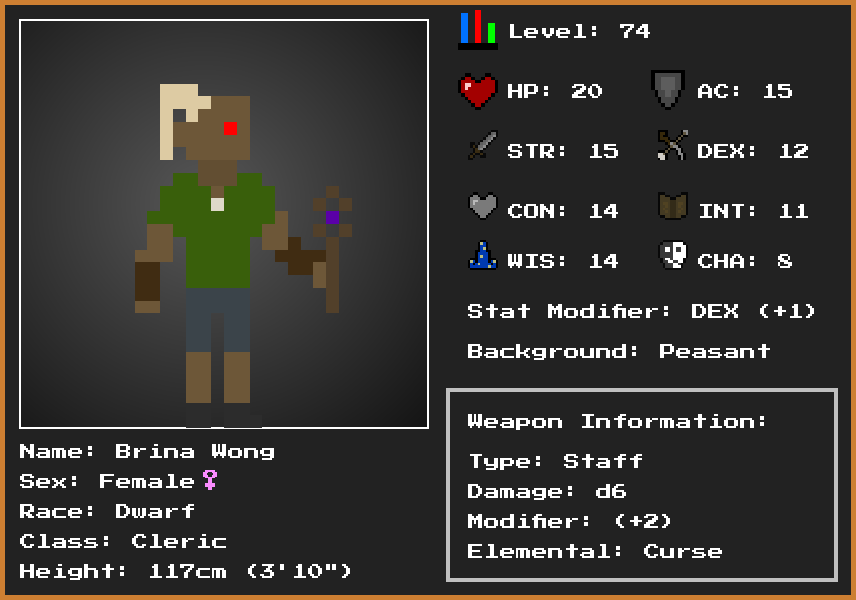 Level: 74
HP: 20
AC: 15
STR: 15
DEX: 12
CON: 14
INT: 11
WIS: 14
CHA: 8
Stat Modifier: DEX (+1)
Background: Peasant
Weapon Information:
Type: Staff
Damage: d6
Modifier: (+2)
Elemental: Curse
Name: Brina Wong
Sex: Female♀
Race: Dwarf
Class: Cleric
Height: 117cm (3'10")